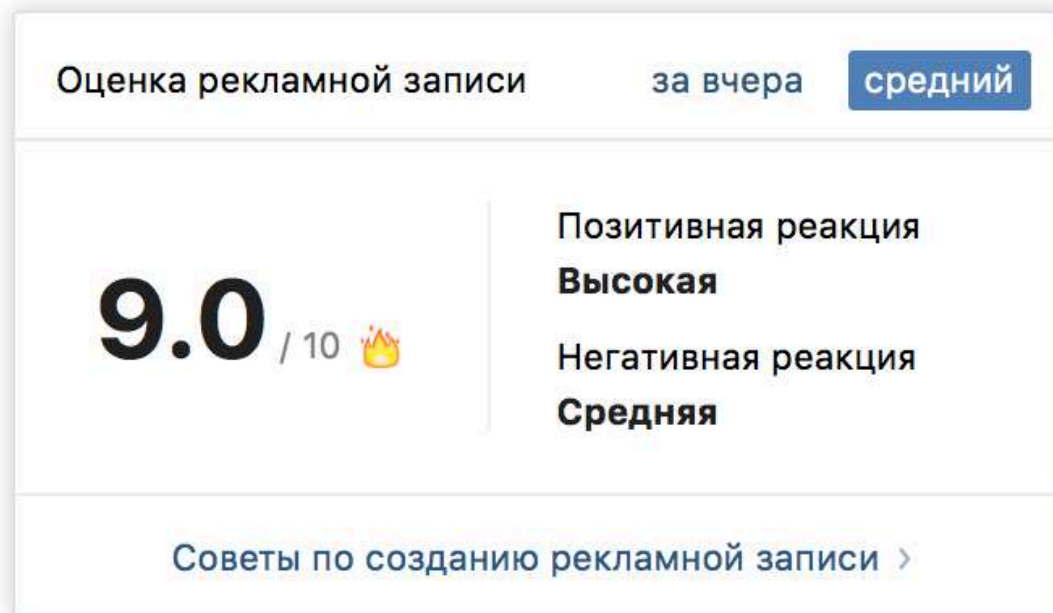 Оценка рекламной записи за вчера средний
Позитивная реакция
Высокая
9.0 / 10 🔥
Негативная реакция
Средняя
Советы по созданию рекламной записи >